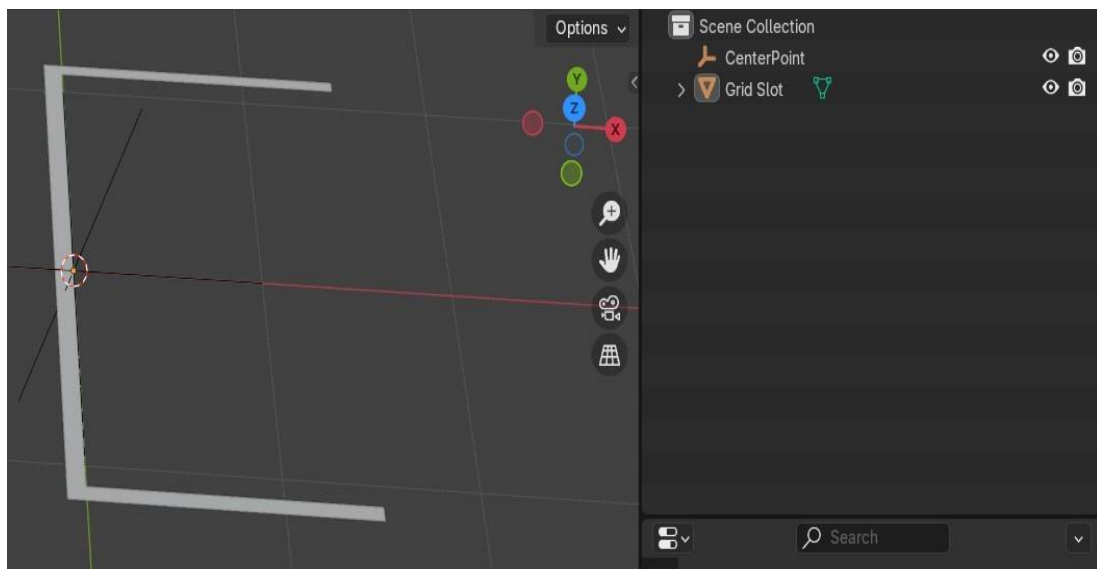 Options
Y
Z
X
Scene Collection
CenterPoint
Grid Slot
Search